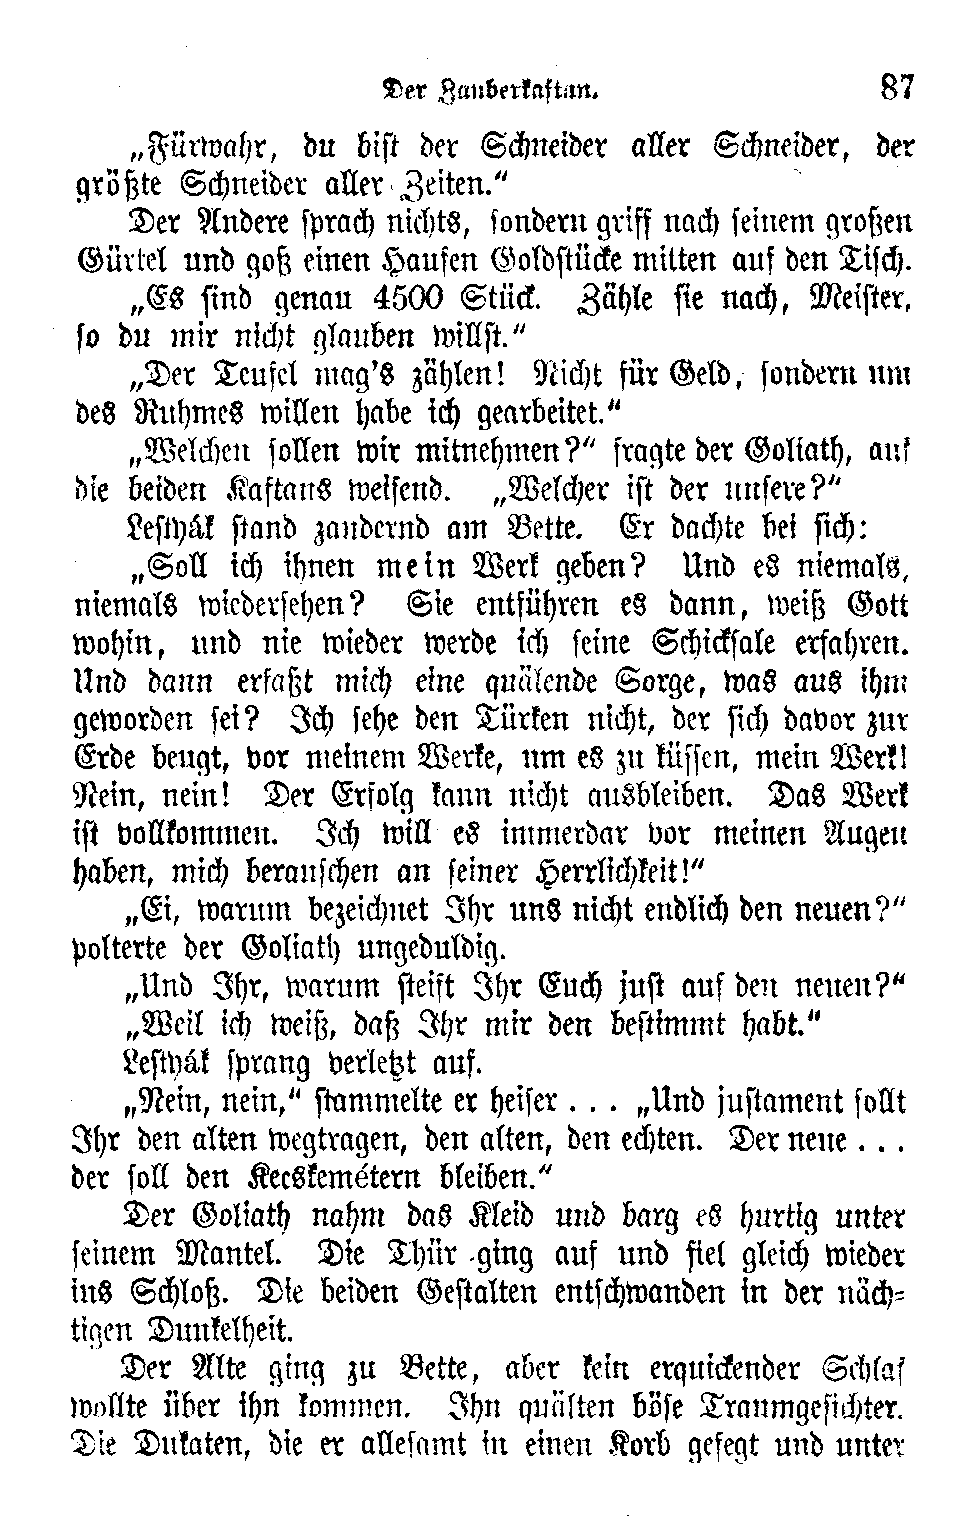 Der Zauberkaftan. 87
„Fürwahr, du bist der Schneider aller Schneider, der
größte Schneider aller Zeiten."
Der Andere sprach nichts, sondern griff nach seinem großen
Gürtel und goß einen Haufen Goldstücke mitten auf den Tisch.
„Es sind genau 4500 Stück. Zähle sie nach, Meister,
so du mir nicht glauben willst."
„Der Teufel mag's zählen! Nicht für Geld, sondern um
des Ruhmes willen habe ich gearbeitet."
„Welchen sollen wir mitnehmen?" fragte der Goliath, auf
die beiden Kaftans weisend. „Welcher ist der unsere?"
Lestyák stand zandernd am Bette. Er dachte bei sich:
„Soll ich ihnen mein Werk geben? Und es niemals,
niemals wiedersehen? Sie entführen es dann, weiß Gott
wohin, und nie wieder werde ich seine Schicksale erfahren.
Und dann erfaßt mich eine quälende Sorge, was aus ihm
geworden sei? Ich sehe den Türken nicht, der sich davor zur
Erde beugt, vor meinem Werke, um es zu küssen, mein Werk!
Nein, nein! Der Erfolg kann nicht ausbleiben. Das Werk
ist vollkommen. Ich will es immerdar vor meinen Augen
haben, mich berauschen an seiner Herrlichkeit!"
„Ei, warum bezeichnet Ihr uns nicht endlich den neuen?"
polterte der Goliath ungeduldig.
„Und Ihr, warum steift Ihr Euch just auf den neuen?"
„Weil ich weiß, daß Ihr mir den bestimmt habt."
Lestyák sprang verletzt auf.
„Nein, nein," stammelte er heiser . . . „Und justament sollt
Ihr den alten wegtragen, den alten, den echten. Der neue . . .
der soll den Kecskemétern bleiben."
Der Goliath nahm das Kleid und barg es hurtig unter
seinem Mantel. Die Thür ging auf und fiel gleich wieder
ins Schloß. Die beiden Gestalten entschwanden in der näch-
tigen Dunkelheit.
Der Alte ging zu Bette, aber kein erquickender Schlaf
wollte über ihn kommen. Ihn quälten böse Traumgesichter.
Die Dukaten, die er allesamt in einen Korb gefegt und unter